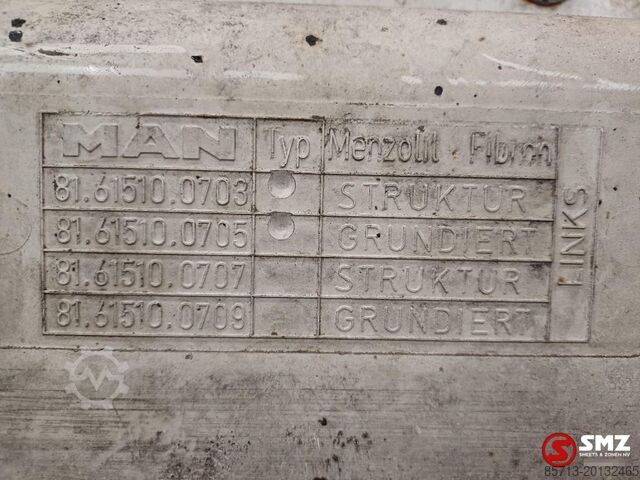 MAN Typ Menzolit - Fibron
81.61510.0703 STRUKTUR
81.61510.0705 GRUNDIERT
81.61510.0707 STRUKTUR
81.61510.0709 GRUNDIERT
LINKS
SMZ
SHEETS & ZONEN NV
85713-20132465